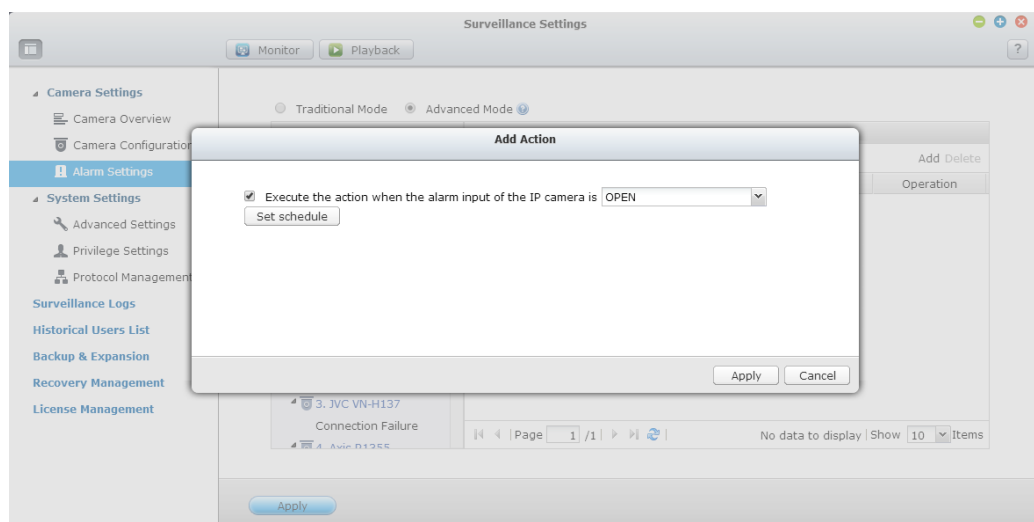 Surveillance Settings
Monitor Playback
?
Camera Settings
Camera Overview
Camera Configuration
Alarm Settings
System Settings
Advanced Settings
Privilege Settings
Protocol Management
Surveillance Logs
Historical Users List
Backup & Expansion
Recovery Management
License Management
Traditional Mode Advanced Mode
Add Delete
Operation
Add Action
Execute the action when the alarm input of the IP camera is OPEN
Set schedule
Apply Cancel
3. JVC VN-H137
Connection Failure
4. Axis P1355
Page 1 /1 No data to display Show 10 Items
Apply